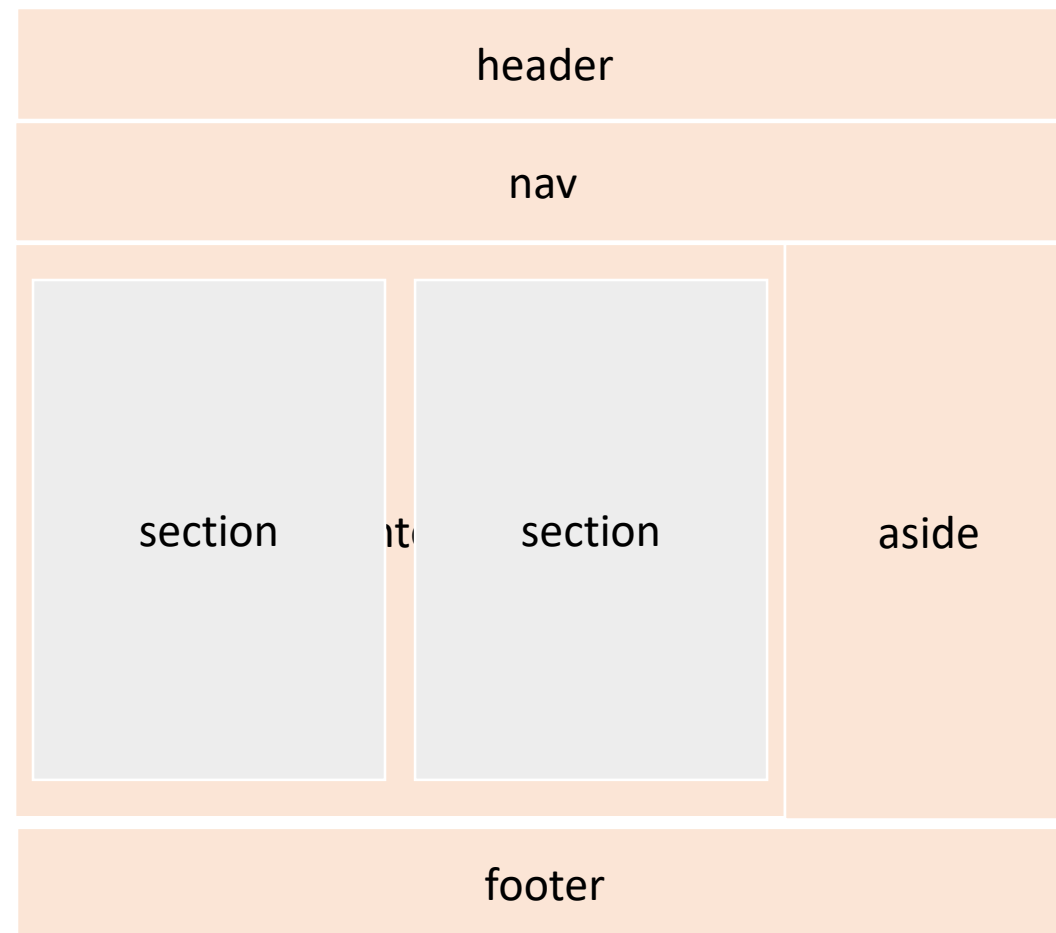 header
nav
section
section
aside
footer